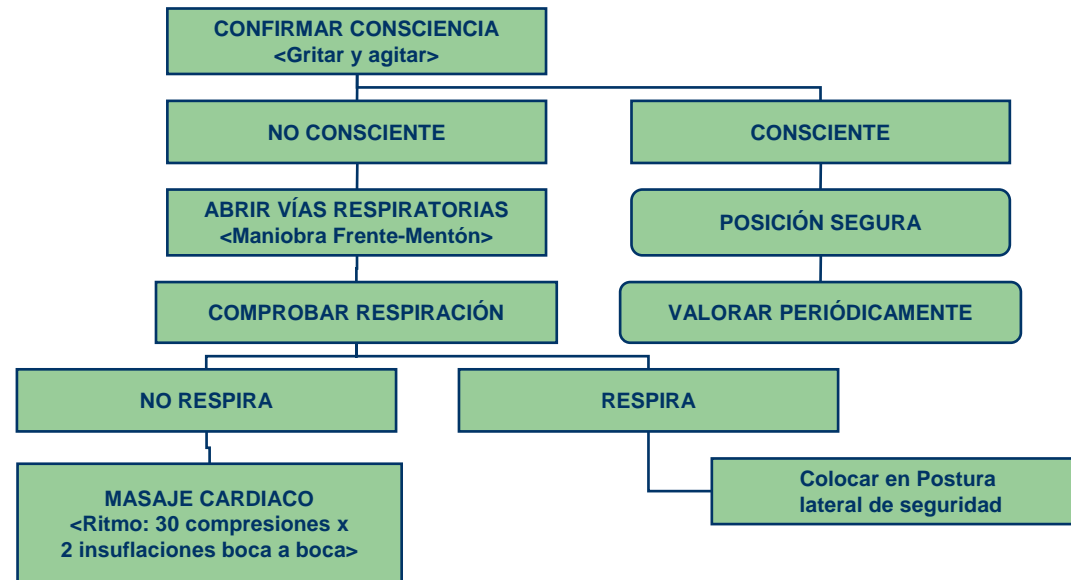 CONFIRMAR CONSCIENCIA
<Gritar y agitar>
NO CONSCIENTE
CONSCIENTE
ABRIR VÍAS RESPIRATORIAS
<Maniobra Frente-Mentón>
POSICIÓN SEGURA
COMPROBAR RESPIRACIÓN
VALORAR PERIÓDICAMENTE
NO RESPIRA
RESPIRA
MASAJE CARDIACO
<Ritmo: 30 compresiones x
2 insuflaciones boca a boca>
Colocar en Postura
lateral de seguridad